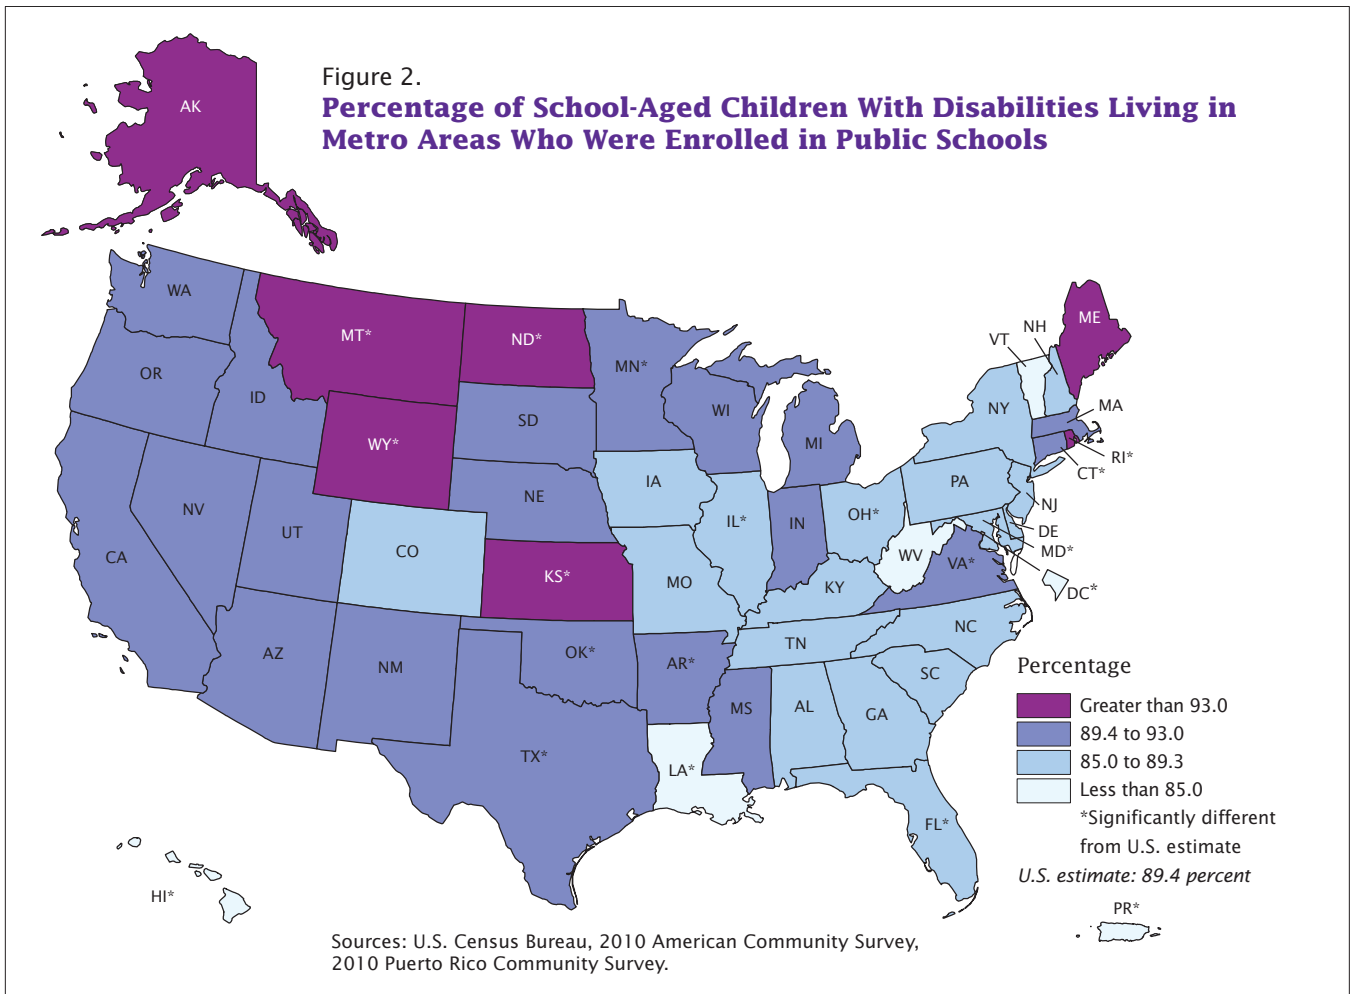 Figure 2.
Percentage of School-Aged Children With Disabilities Living in
Metro Areas Who Were Enrolled in Public Schools
AK
WA
MT*
ND*
MN*
ME
NH
VT
OR
ID
WY*
SD
WI
MI
NY
MA
RI*
CT*
NV
UT
CO
NE
IA
IL*
IN
OH*
PA
NJ
DE
MD*
CA
KS*
MO
KY
WV
VA*
DC*
AZ
NM
OK*
AR*
TN
NC
SC
TX*
LA*
MS
AL
GA
FL*
HI*
PR*
Percentage
Greater than 93.0
89.4 to 93.0
85.0 to 89.3
Less than 85.0
*Significantly different
from U.S. estimate
U.S. estimate: 89.4 percent
Sources: U.S. Census Bureau, 2010 American Community Survey,
2010 Puerto Rico Community Survey.